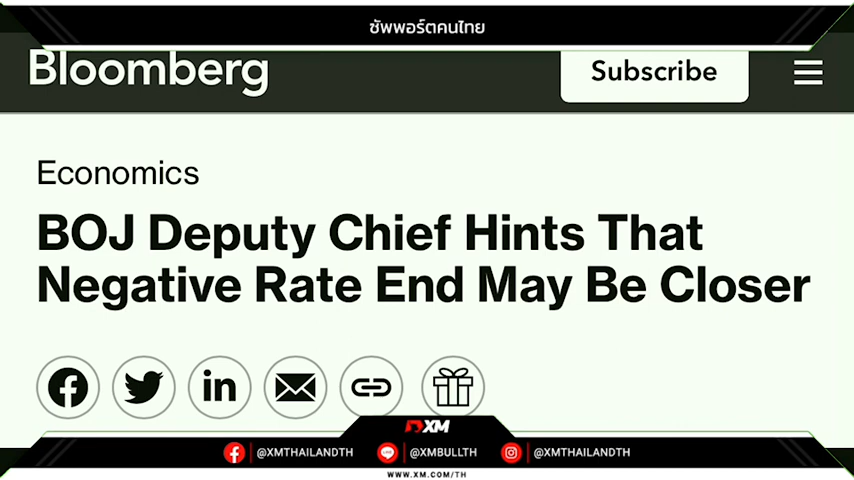 ซัพพอร์ตคนไทย
Bloomberg
Subscribe
Economics
BOJ Deputy Chief Hints That
Negative Rate End May Be Closer
in
XM
@XMTHAILANDTH @XMBULLTH @XMTHAILANDTH
WWW.XM.COM/TH